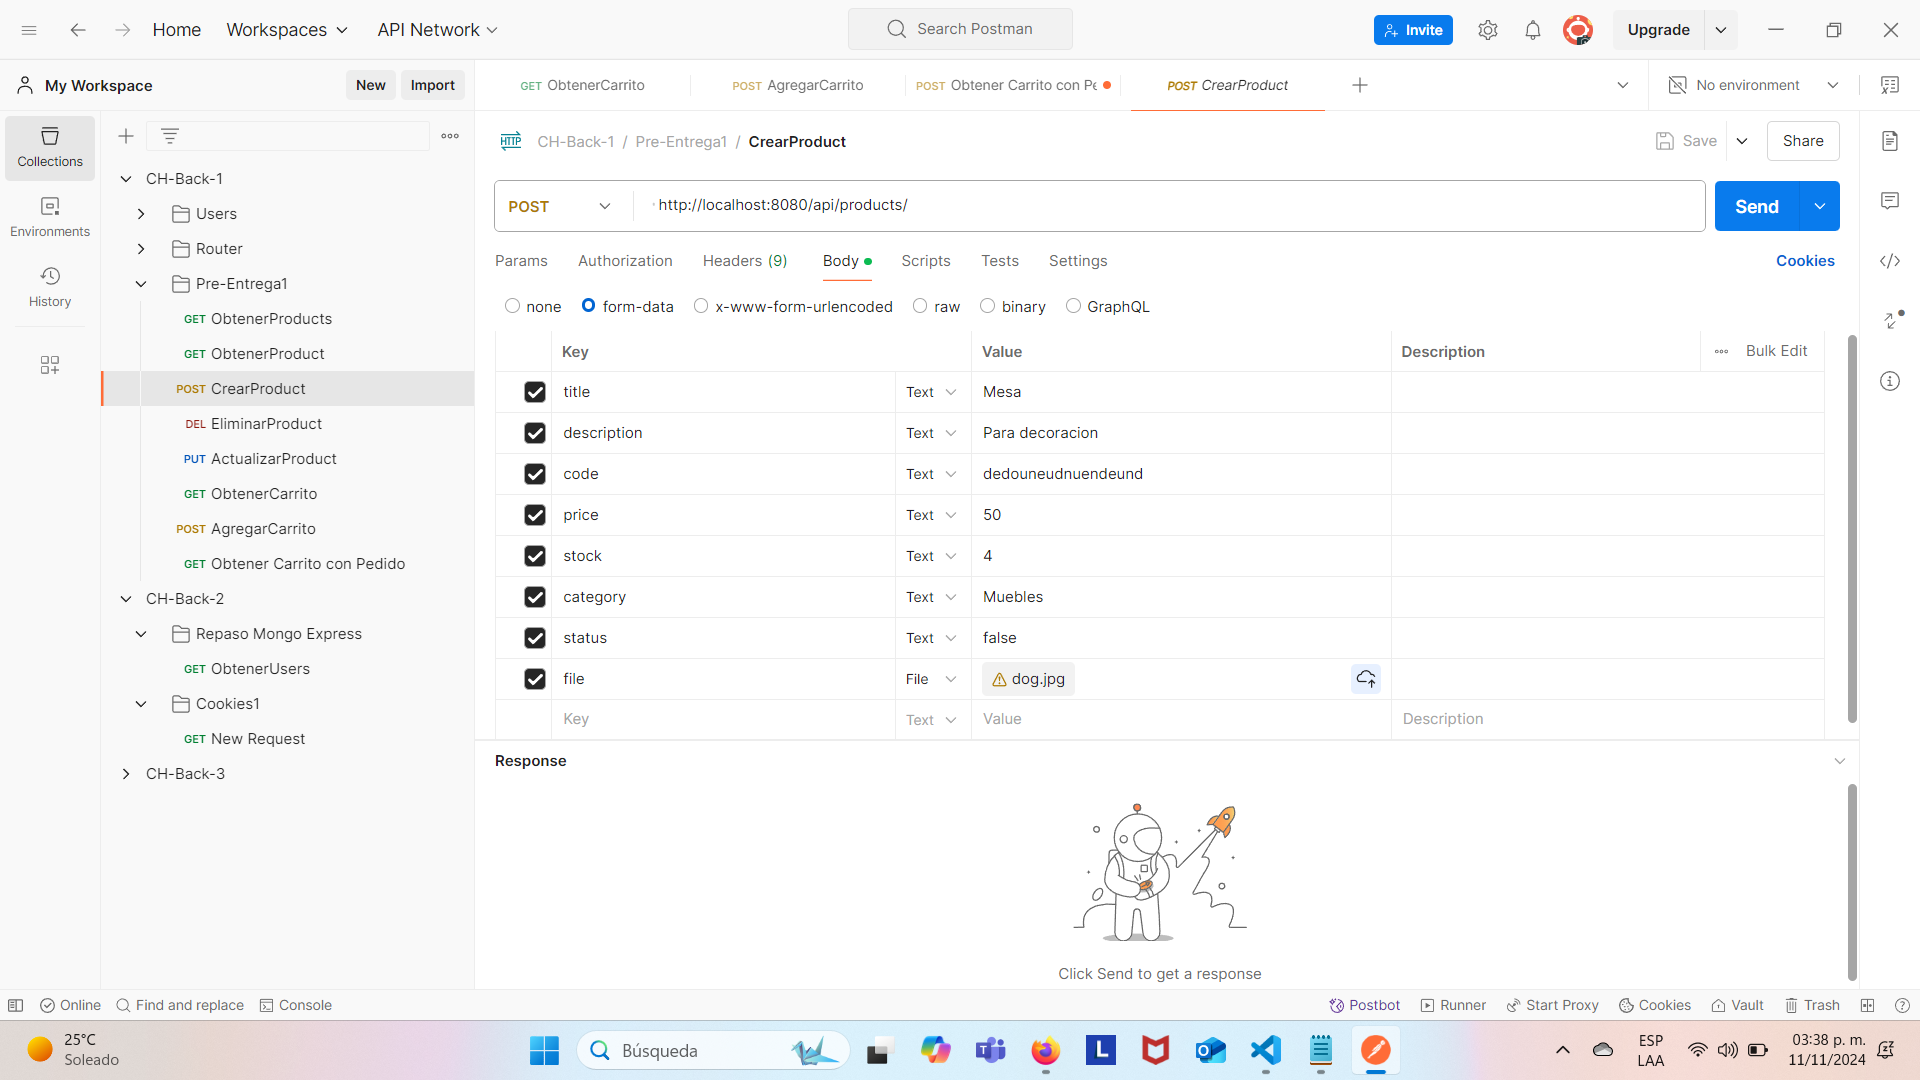 Home
Workspaces
API Network
Search Postman
Invite
Upgrade
My Workspace
New
Import
GET ObtenerCarrito
POST AgregarCarrito
POST Obtener Carrito con Pe
POST CrearProduct
No environment
Collections
Environments
History
CH-Back-1
Users
Router
Pre-Entrega1
GET ObtenerProducts
GET ObtenerProduct
POST CrearProduct
DEL EliminarProduct
PUT ActualizarProduct
GET ObtenerCarrito
POST AgregarCarrito
GET Obtener Carrito con Pedido
CH-Back-2
Repaso Mongo Express
GET ObtenerUsers
Cookies1
GET New Request
CH-Back-3
HTTP CH-Back-1 / Pre-Entrega1 / CrearProduct
Save
Share
POST
http://localhost:8080/api/products/
Send
Params Authorization Headers (9) Body Scripts Tests Settings
Cookies
none form-data x-www-form-urlencoded raw binary GraphQL
Key Value Description Bulk Edit
title Text Mesa
description Text Para decoracion
code Text dedouneudnuendeund
price Text 50
stock Text 4
category Text Muebles
status Text false
file File dog.jpg
Key Text Value Description
Response
Click Send to get a response
Online Find and replace Console
Postbot Runner Start Proxy Cookies Vault Trash
25°C
Soleado
Búsqueda
L
ESP
LAA
03:38 p. m.
11/11/2024